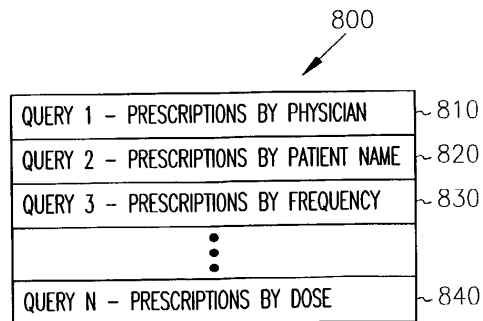 800
QUERY 1 – PRESCRIPTIONS BY PHYSICIAN 810
QUERY 2 – PRESCRIPTIONS BY PATIENT NAME 820
QUERY 3 – PRESCRIPTIONS BY FREQUENCY 830
QUERY N – PRESCRIPTIONS BY DOSE 840